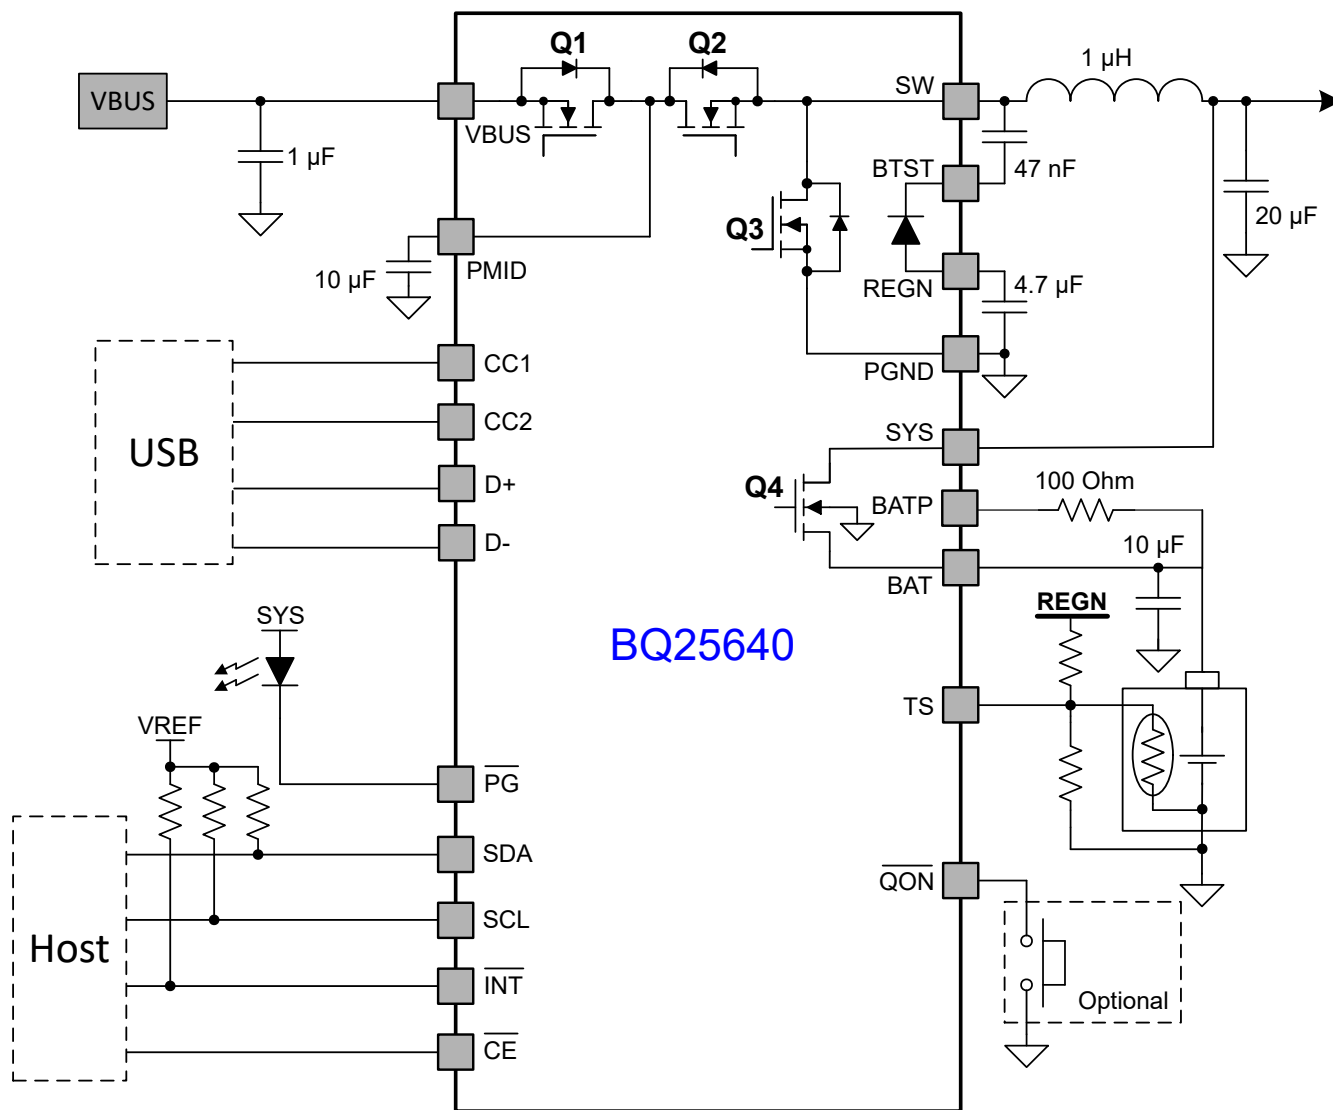 Q1
Q2
VBUS
VBUS
SW
1 µH
1 µF
BTST
47 nF
Q3
20 µF
PMID
10 µF
REGN
4.7 µF
CC1
PGND
CC2
SYS
USB
D+
Q4
BATP
100 Ohm
D-
BAT
10 µF
REGN
SYS
BQ25640
TS
VREF
PG
SDA
QON
SCL
Host
INT
Optional
CE